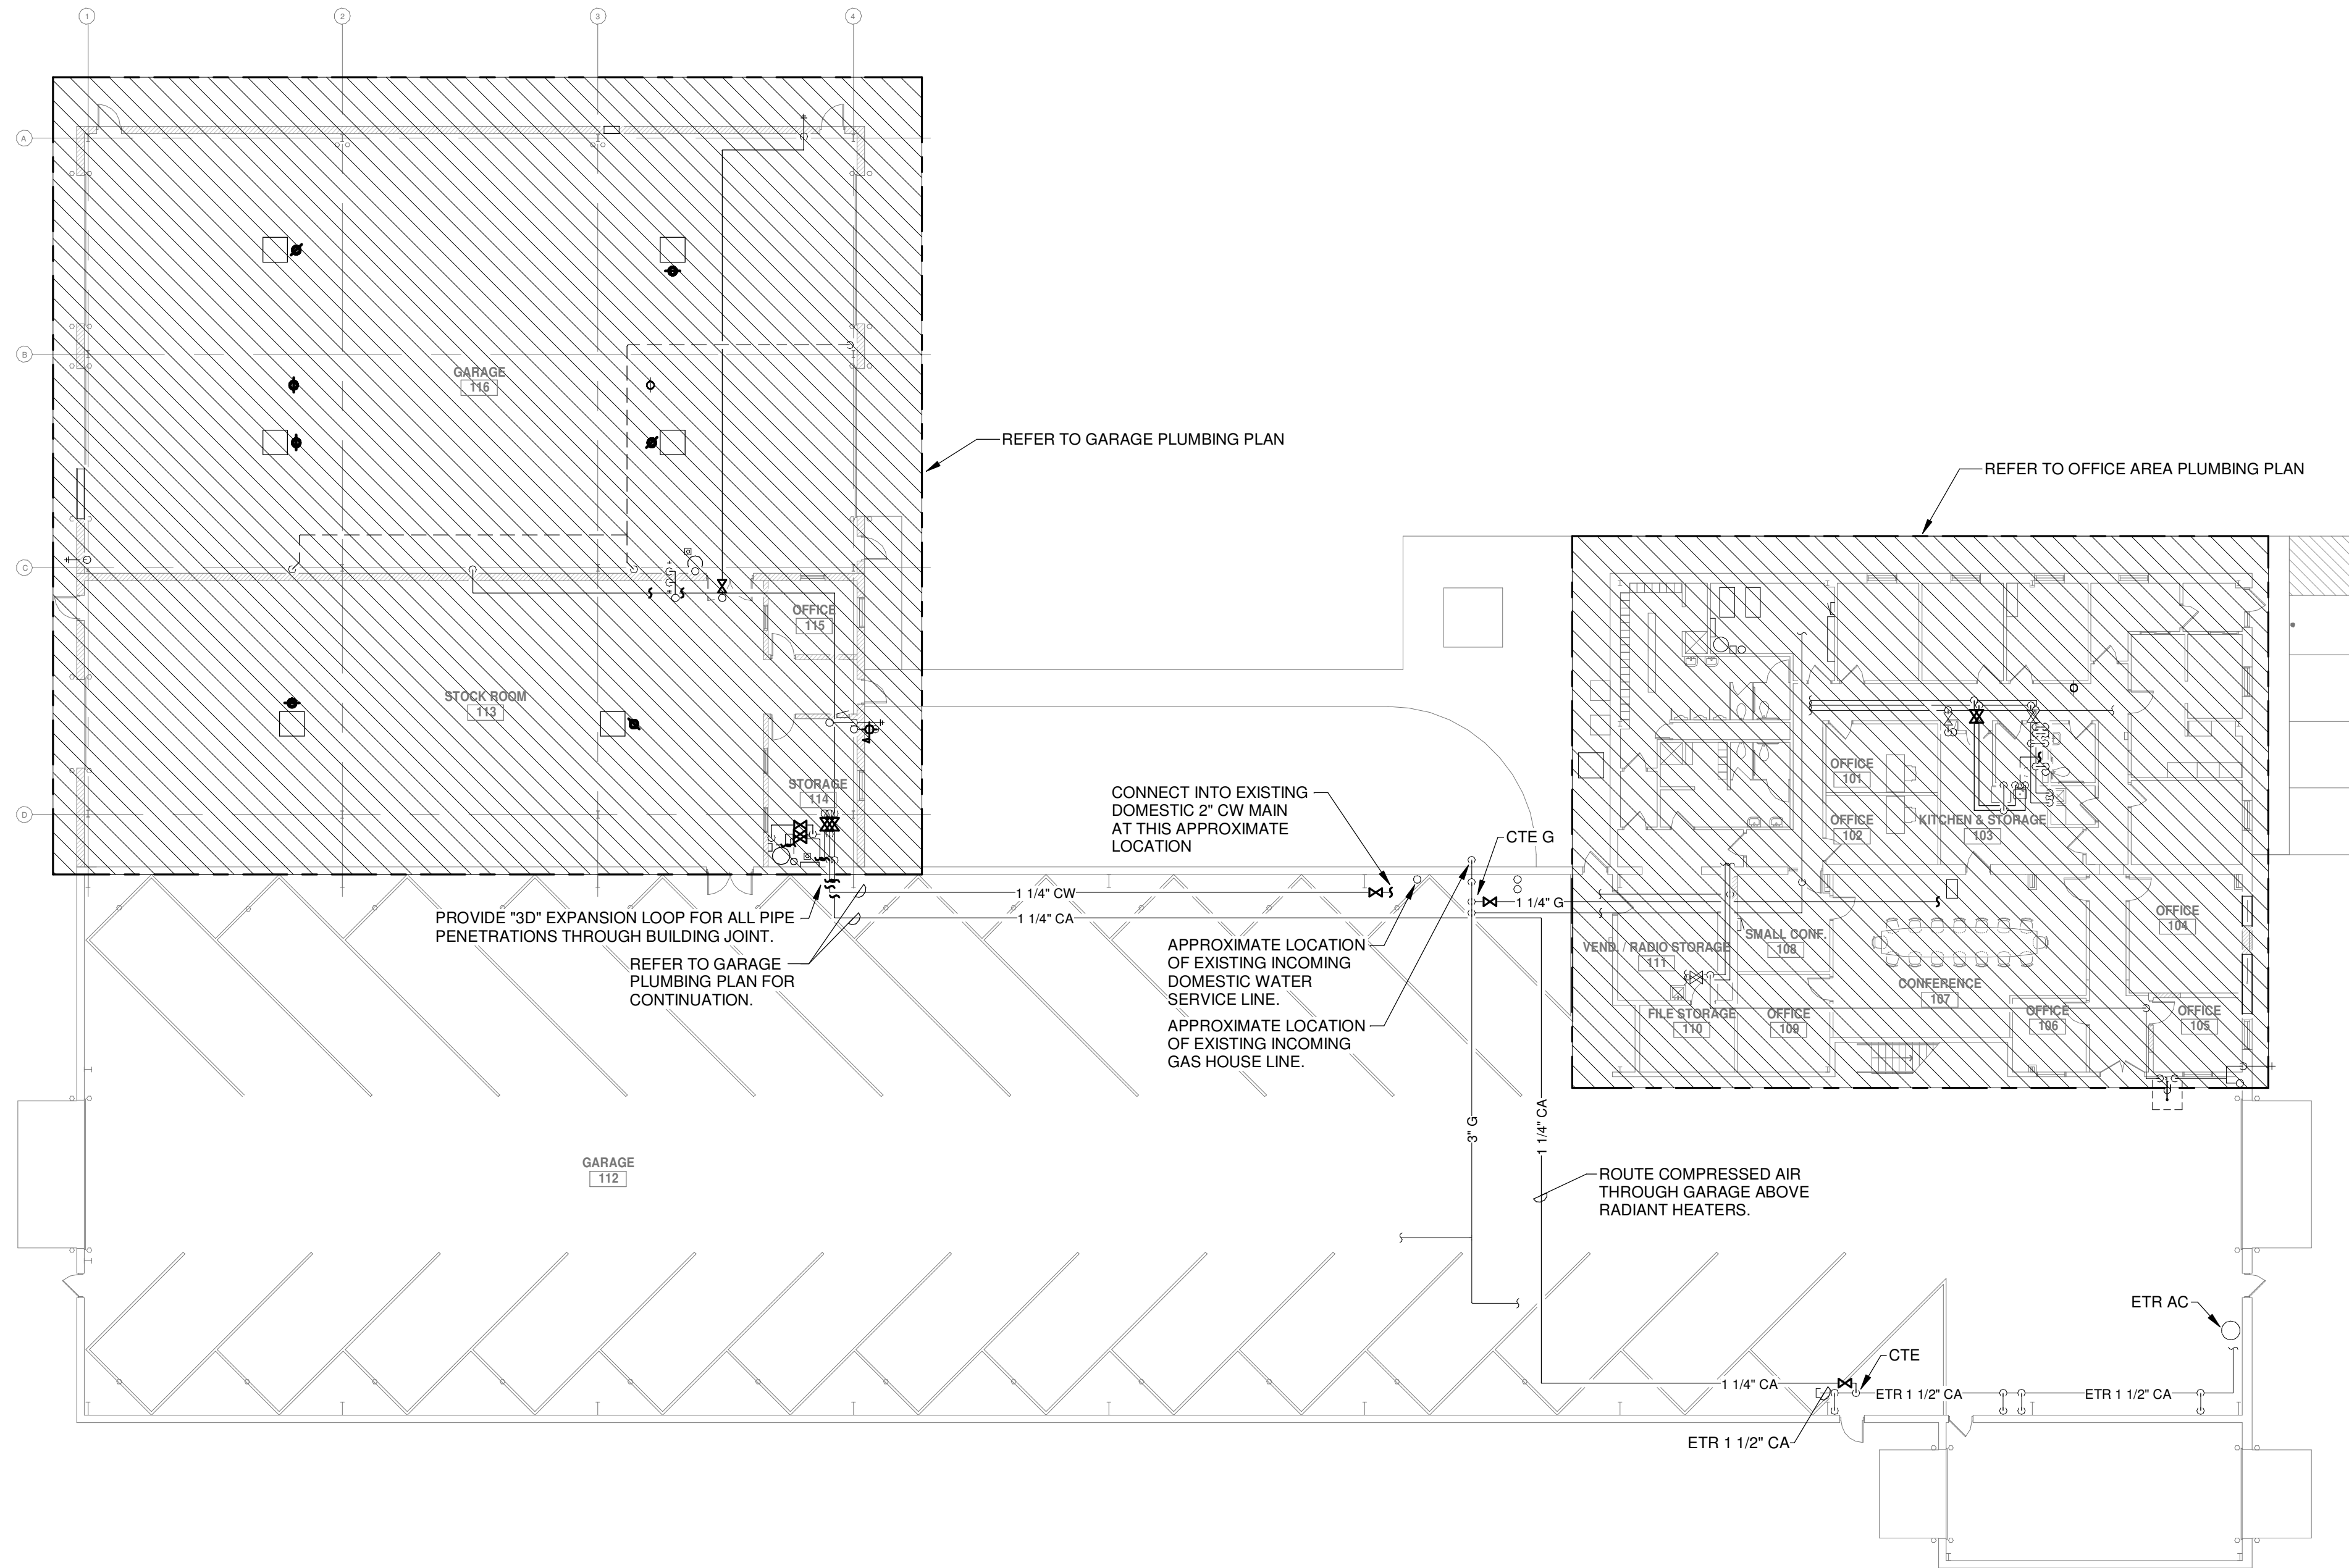 1
2
3
4
A
B
GARAGE
116
REFER TO GARAGE PLUMBING PLAN
REFER TO OFFICE AREA PLUMBING PLAN
C
OFFICE
115
STOCK ROOM
113
STORAGE
114
D
OFFICE
101
OFFICE
102
KITCHEN & STORAGE
103
CONNECT INTO EXISTING
DOMESTIC 2" CW MAIN
AT THIS APPROXIMATE
LOCATION
CTE G
1 1/4" CW
1 1/4" CA
1 1/4" G
PROVIDE "3D" EXPANSION LOOP FOR ALL PIPE
PENETRATIONS THROUGH BUILDING JOINT.
REFER TO GARAGE
PLUMBING PLAN FOR
CONTINUATION.
APPROXIMATE LOCATION
OF EXISTING INCOMING
DOMESTIC WATER
SERVICE LINE.
APPROXIMATE LOCATION
OF EXISTING INCOMING
GAS HOUSE LINE.
OFFICE
104
SMALL CONF.
108
VEND. / RADIO STORAGE
111
CONFERENCE
107
FILE STORAGE
110
OFFICE
109
OFFICE
106
OFFICE
105
3" G
1 1/4" CA
GARAGE
112
ROUTE COMPRESSED AIR
THROUGH GARAGE ABOVE
RADIANT HEATERS.
ETR AC
CTE
1 1/4" CA
ETR 1 1/2" CA
ETR 1 1/2" CA
ETR 1 1/2" CA